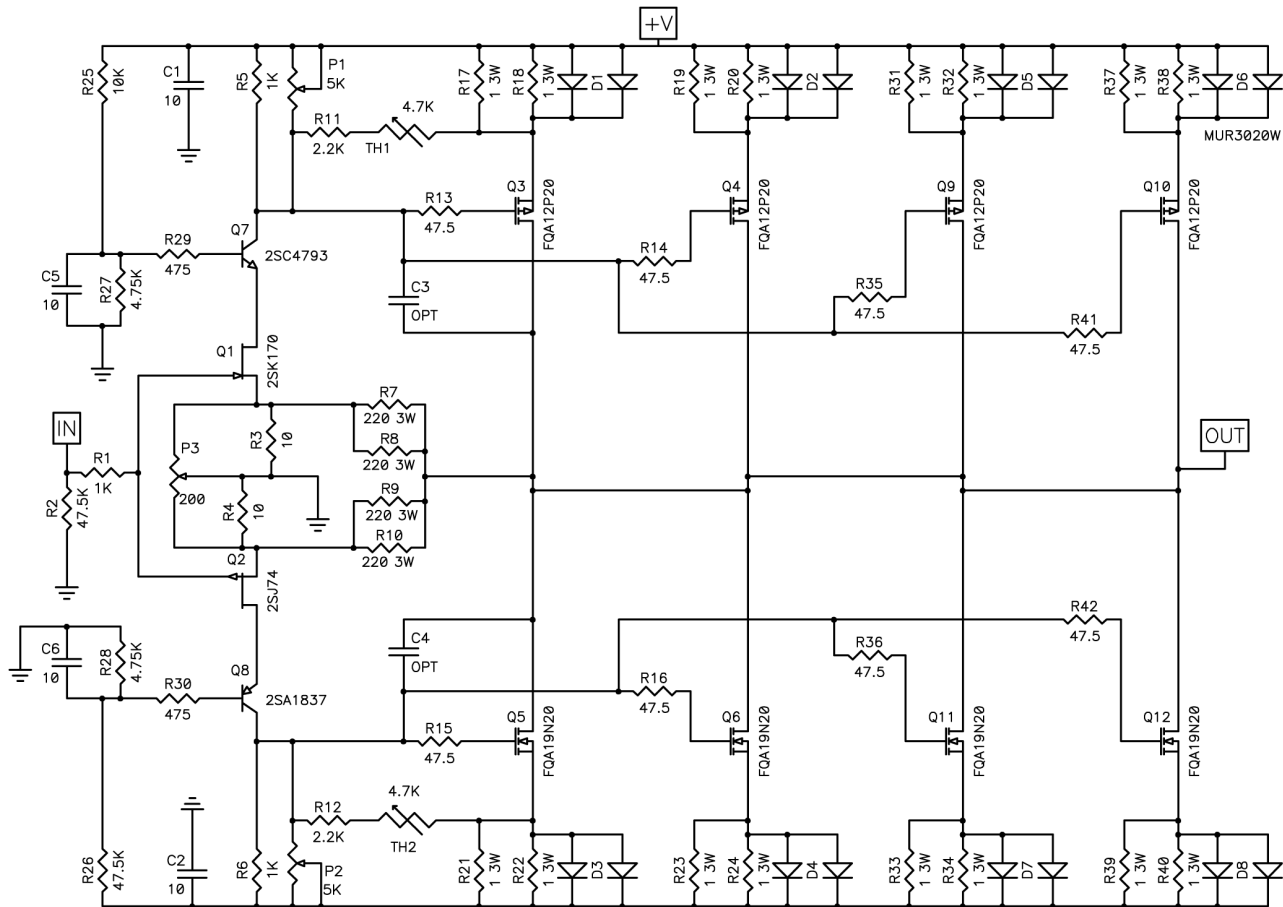 +V
R25
10K
C1
10
R5
1K
P1
5K
R11
2.2K
4.7K
TH1
R17
1 3W
R18
1 3W
D1
R19
1 3W
R20
1 3W
D2
R31
1 3W
R32
1 3W
D5
R37
1 3W
R38
1 3W
D6
MUR3020W
Q3
FQA12P20
Q4
FQA12P20
Q9
FQA12P20
Q10
FQA12P20
R13
47.5
Q7
2SC4793
R29
475
C5
10
R27
4.75K
R14
47.5
C3
OPT
R35
47.5
R41
47.5
Q1
2SK170
IN
R1
1K
R2
47.5K
P3
200
R3
10
R4
10
R7
220 3W
R8
220 3W
R9
220 3W
R10
220 3W
OUT
Q2
2SJ74
C6
10
R28
4.75K
Q8
2SA1837
R30
475
C4
OPT
R42
47.5
R36
47.5
R16
47.5
R15
47.5
Q5
FQA19N20
Q6
FQA19N20
Q11
FQA19N20
Q12
FQA19N20
4.7K
R12
2.2K
TH2
R26
47.5K
C2
10
R6
1K
P2
5K
R21
1 3W
R22
1 3W
D3
R23
1 3W
R24
1 3W
D4
R33
1 3W
R34
1 3W
D7
R39
1 3W
R40
1 3W
D8